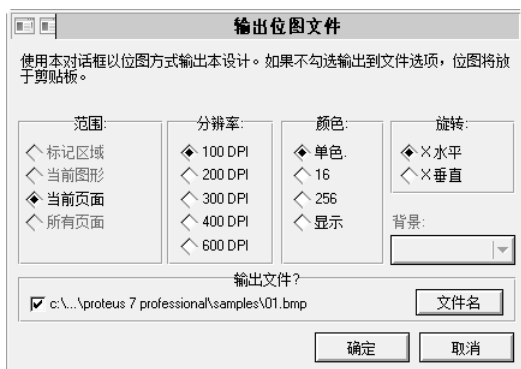 输出位图文件
使用本对话框以位图方式输出本设计。如果不勾选输出到文件选项，位图将放
于剪贴板。
范围:
标记区域
当前图形
当前页面
所有页面
分辨率:
100 DPI
200 DPI
300 DPI
400 DPI
600 DPI
颜色:
单色.
16
256
显示
旋转:
X 水平
X 垂直
背景:
输出文件?
c:\...\proteus 7 professional\samples\01.bmp
文件名
确定
取消